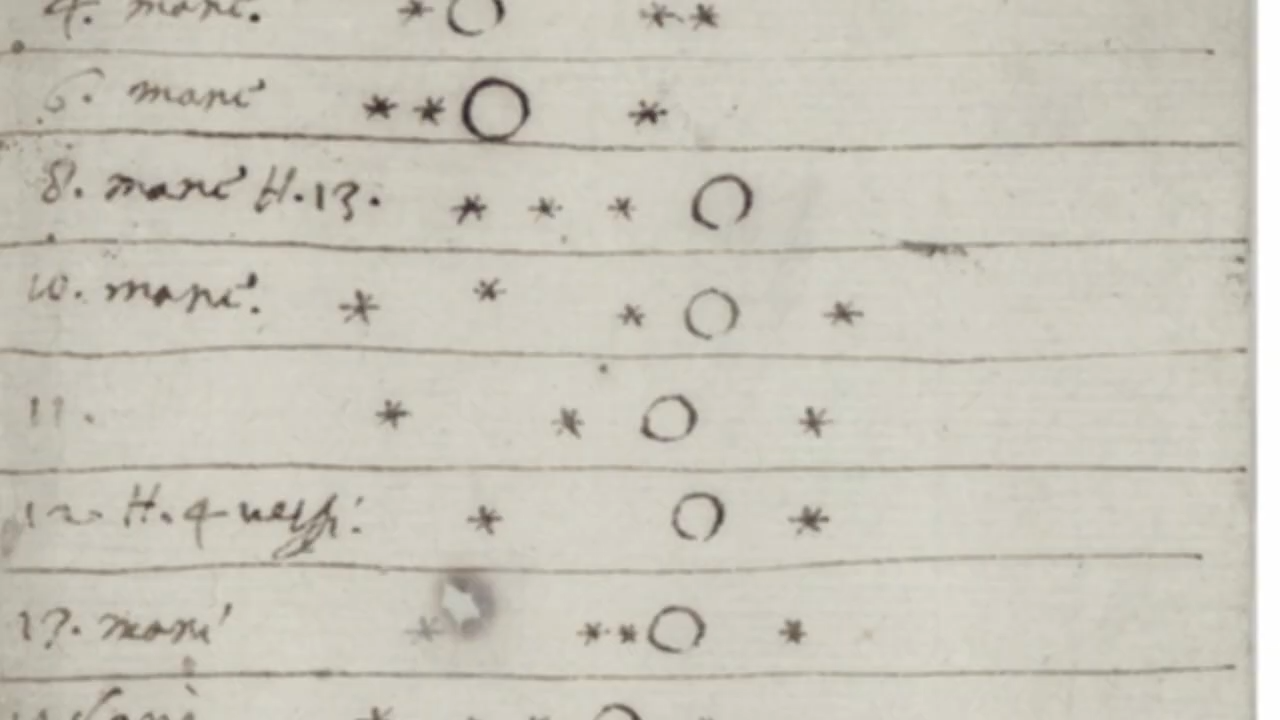 4. mane. * O **
6. mane ** O *
8. mane H.13. * * * O
10. mane. * * * O *
11. * * O *
12 H.4 vesp: * O *
13. mane * ** O *